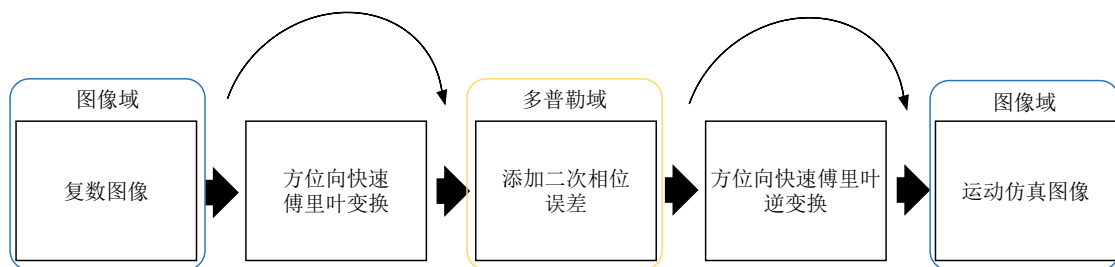 图像域
复数图像
方位向快速
傅里叶变换
多普勒域
添加二次相位
误差
方位向快速傅里叶
逆变换
图像域
运动仿真图像